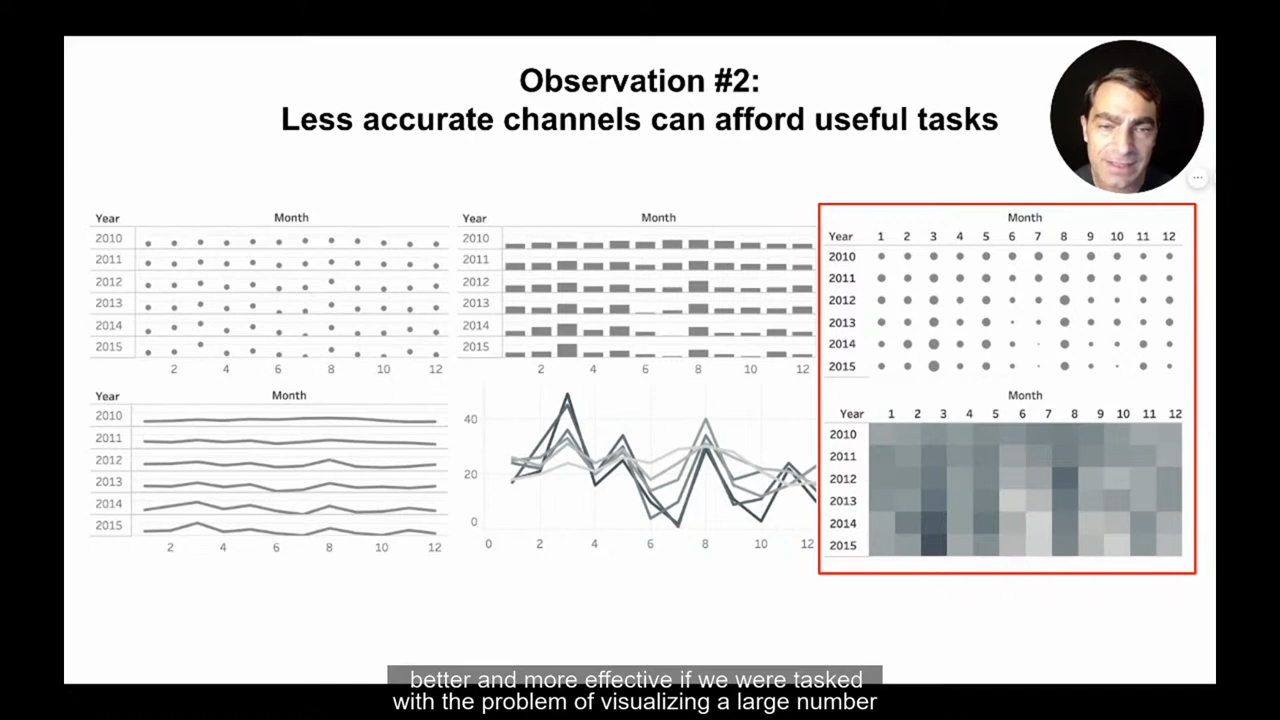 Observation #2:
Less accurate channels can afford useful tasks
Year Month
2010
2011
2012
2013
2014
2015
2 4 6 8 10 12
Year Month
2010
2011
2012
2013
2014
2015
2 4 6 8 10 12
Month
Year 1 2 3 4 5 6 7 8 9 10 11 12
2010
2011
2012
2013
2014
2015
Year Month
2010
2011
2012
2013
2014
2015
2 4 6 8 10 12
40
20
0
0 2 4 6 8 10 12
Month
Year 1 2 3 4 5 6 7 8 9 10 11 12
2010
2011
2012
2013
2014
2015
better and more effective if we were tasked
with the problem of visualizing a large number